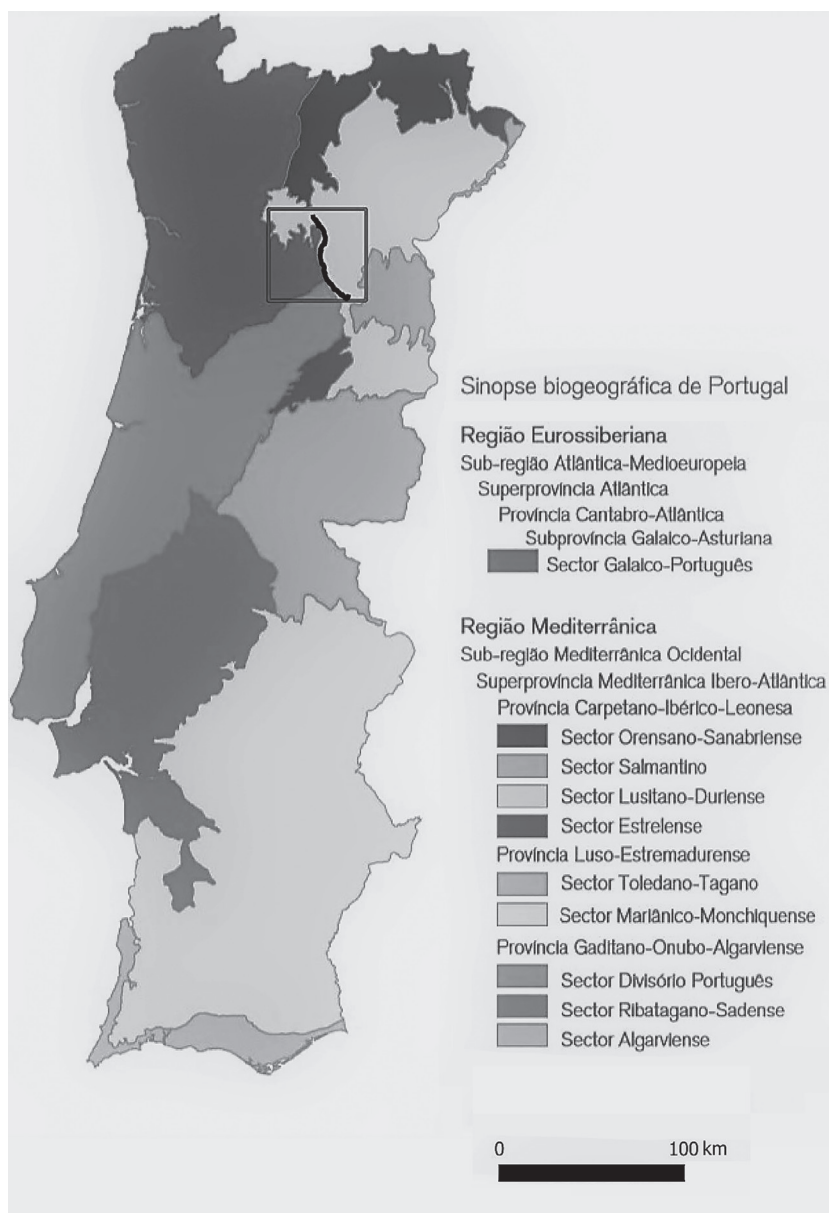 Sinopse biogeográfica de Portugal
Região Eurossiberiana
Sub-região Atlântica-Medioeuropeia
Superprovíncia Atlântica
Província Cantabro-Atlântica
Subprovíncia Galaico-Asturiana
Sector Galaico-Português
Região Mediterrânica
Sub-região Mediterrânica Ocidental
Superprovíncia Mediterrânica Ibero-Atlântica
Província Carpetano-Ibérico-Leonesa
Sector Orensano-Sanabriense
Sector Salmantino
Sector Lusitano-Duriense
Sector Estrelense
Província Luso-Estremadurense
Sector Toledano-Tagano
Sector Mariânico-Monchiquense
Província Gaditano-Onubo-Algarviense
Sector Divisório Português
Sector Ribatagano-Sadense
Sector Algarviense
0 100 km